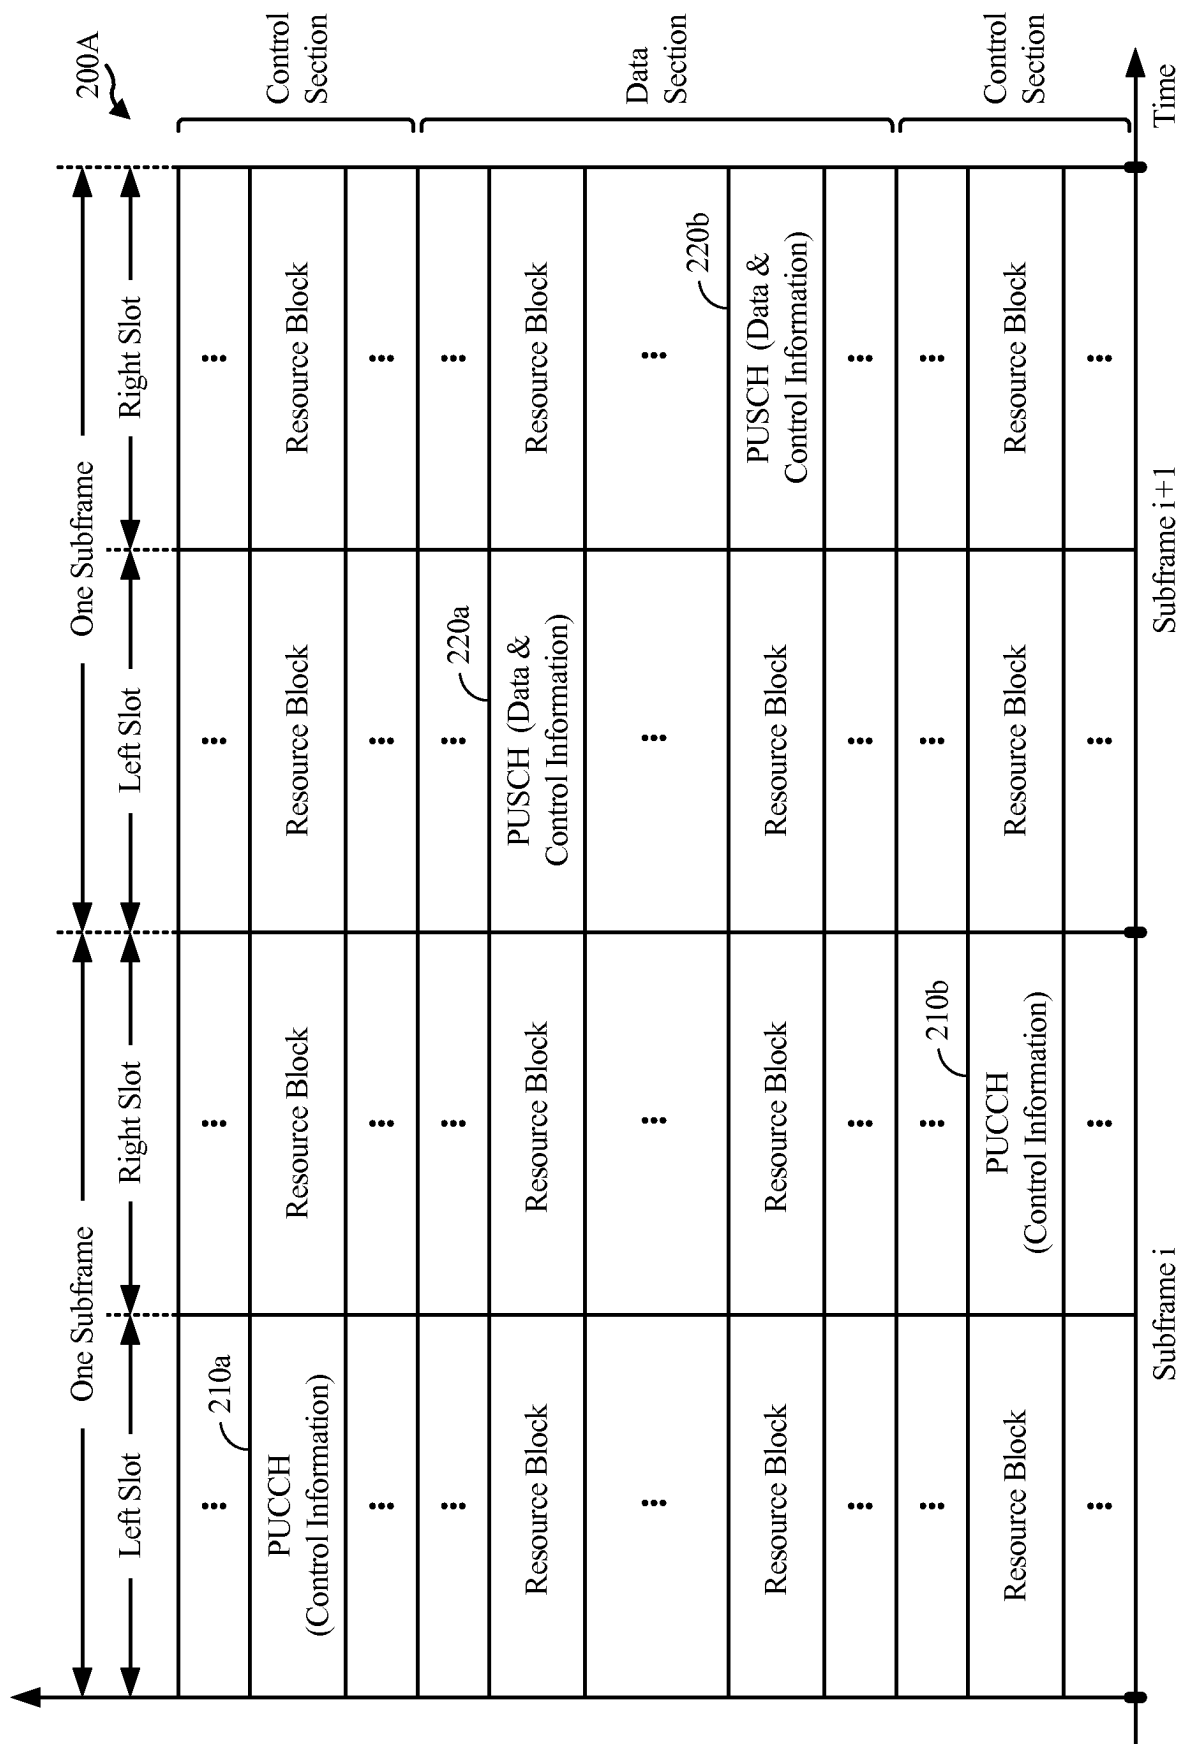 200A
One Subframe
One Subframe
Left Slot
Right Slot
Left Slot
Right Slot
...
210a
...
...
...
PUCCH
(Control Information)
Resource Block
Resource Block
Resource Block
Control
Section
...
...
...
...
...
...
...
220a
...
Resource Block
Resource Block
PUSCH (Data &
Control Information)
Resource Block
Data
Section
...
...
...
...
220b
Resource Block
Resource Block
Resource Block
PUSCH (Data &
Control Information)
...
...
...
...
...
...
210b
...
...
Resource Block
PUCCH
(Control Information)
Resource Block
Resource Block
Control
Section
...
...
...
...
Subframe i
Subframe i+1
Time